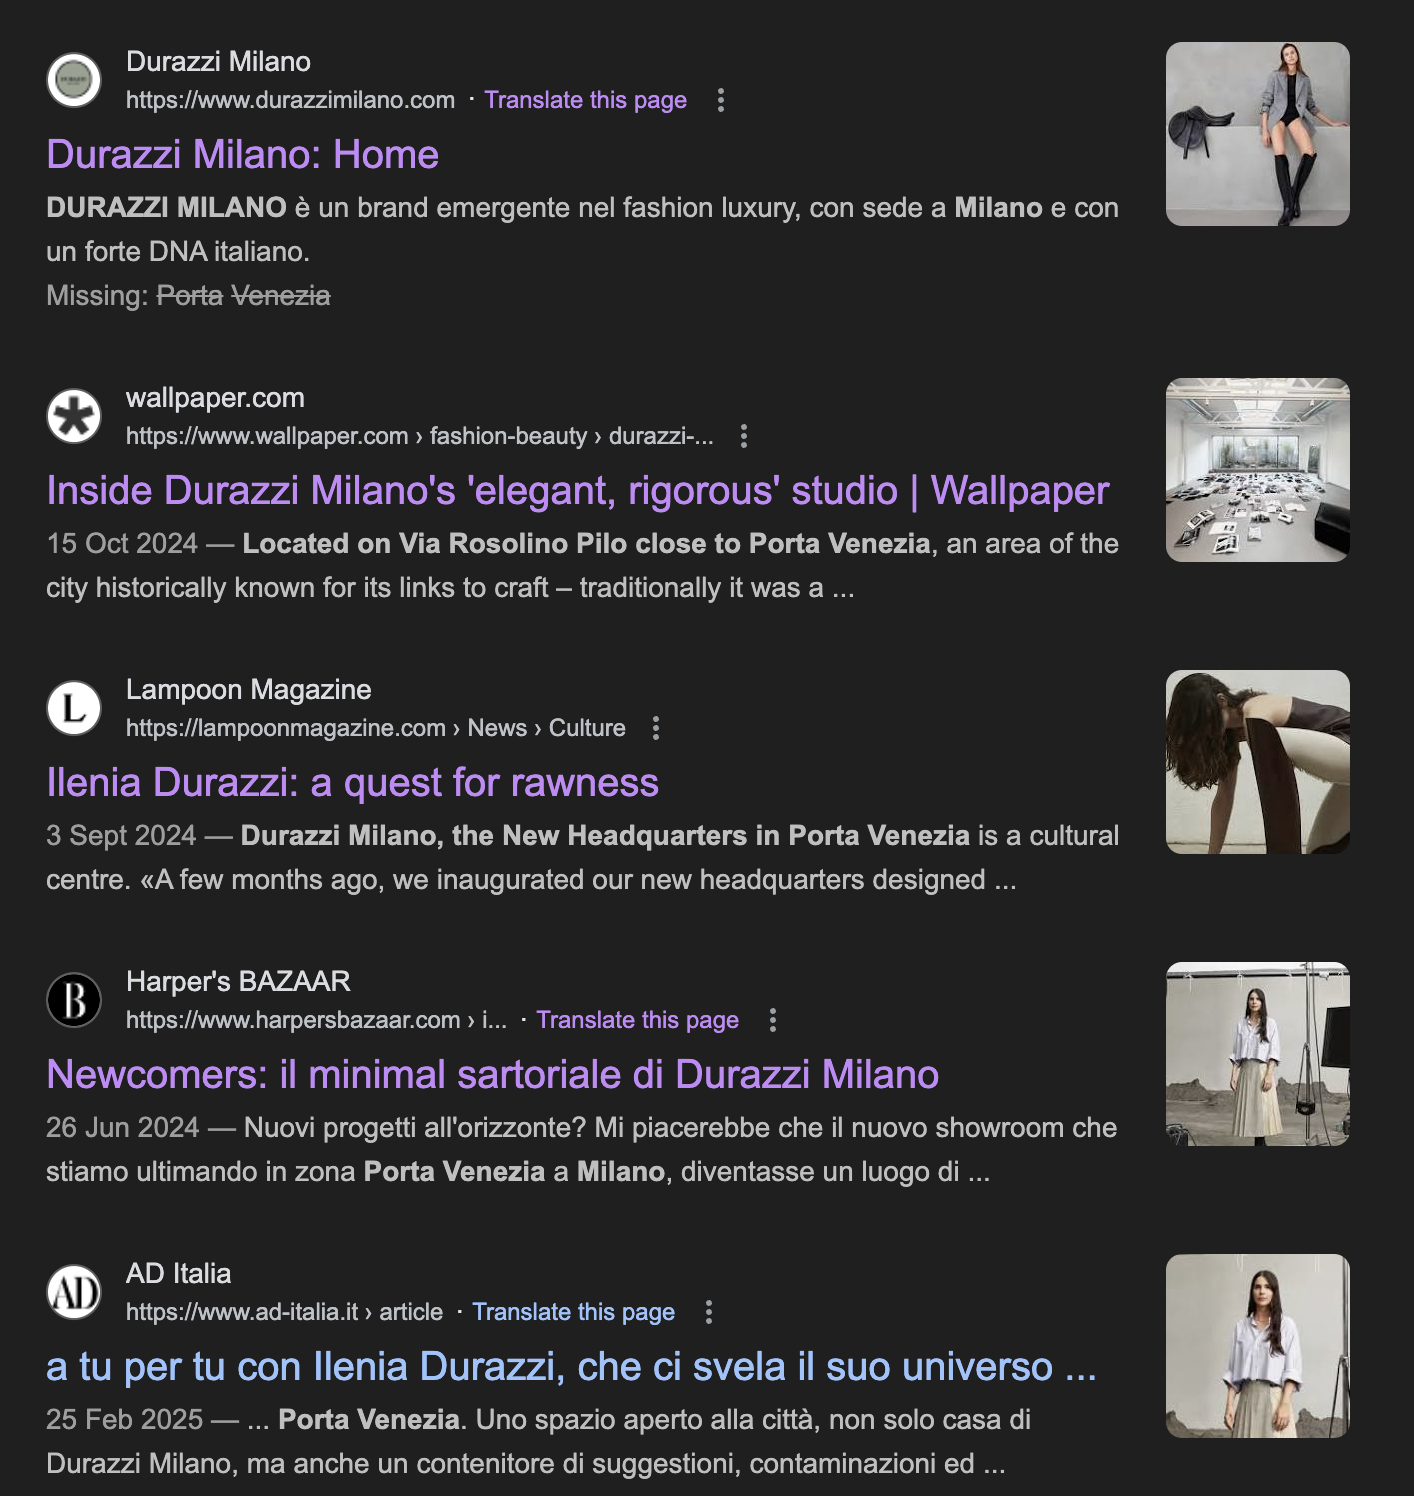 Durazzi Milano
https://www.durazzimilano.com · Translate this page
Durazzi Milano: Home
DURAZZI MILANO è un brand emergente nel fashion luxury, con sede a Milano e con
un forte DNA italiano.
Missing: Porta Venezia
wallpaper.com
https://www.wallpaper.com › fashion-beauty › durazzi-...
Inside Durazzi Milano's 'elegant, rigorous' studio | Wallpaper
15 Oct 2024 — Located on Via Rosolino Pilo close to Porta Venezia, an area of the
city historically known for its links to craft – traditionally it was a ...
L
Lampoon Magazine
https://lampoonmagazine.com › News › Culture
Ilenia Durazzi: a quest for rawness
3 Sept 2024 — Durazzi Milano, the New Headquarters in Porta Venezia is a cultural
centre. «A few months ago, we inaugurated our new headquarters designed ...
B
Harper's BAZAAR
https://www.harpersbazaar.com › i... · Translate this page
Newcomers: il minimal sartoriale di Durazzi Milano
26 Jun 2024 — Nuovi progetti all'orizzonte? Mi piacerebbe che il nuovo showroom che
stiamo ultimando in zona Porta Venezia a Milano, diventasse un luogo di ...
AD
AD Italia
https://www.ad-italia.it › article · Translate this page
a tu per tu con Ilenia Durazzi, che ci svela il suo universo ...
25 Feb 2025 — ... Porta Venezia. Uno spazio aperto alla città, non solo casa di
Durazzi Milano, ma anche un contenitore di suggestioni, contaminazioni ed ...